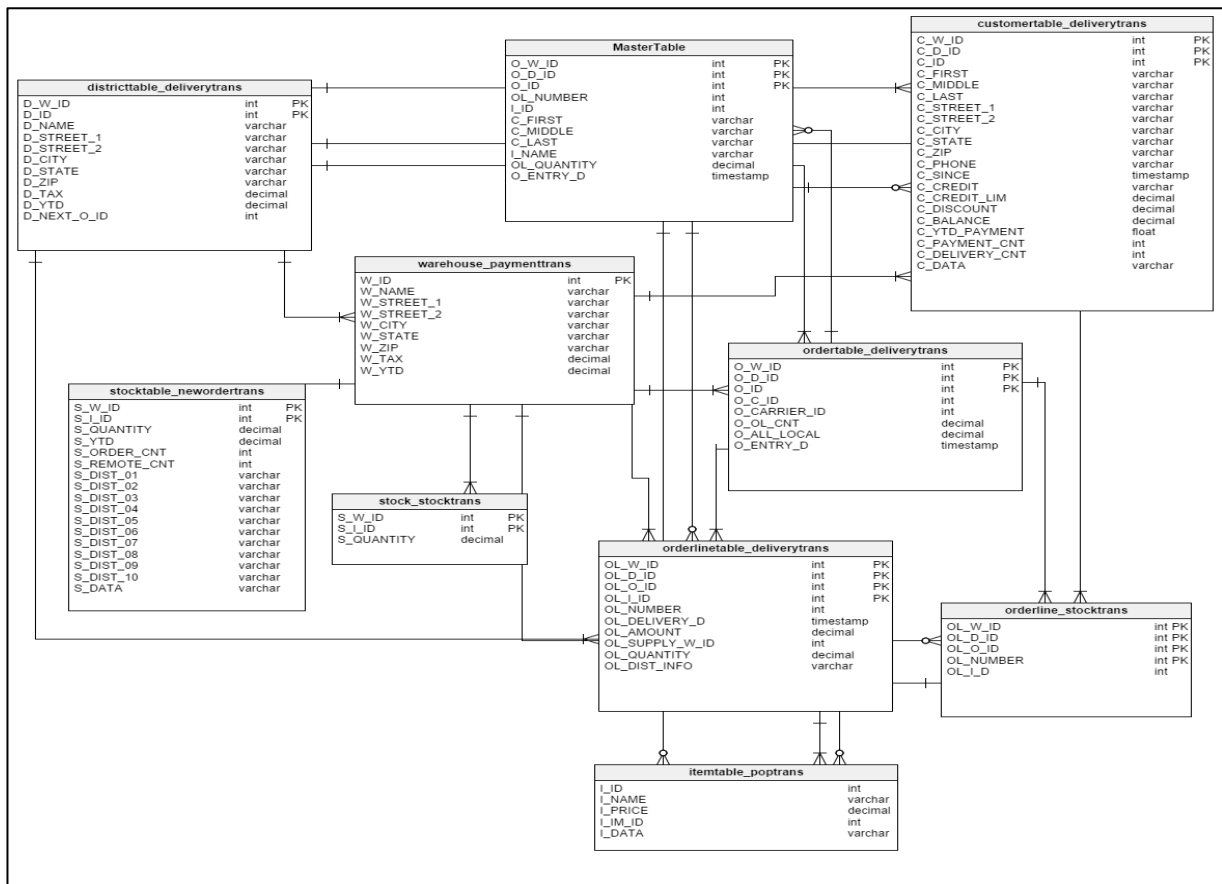 customertable_deliverytrans
C_W_ID int PK
C_D_ID int PK
C_ID int PK
C_FIRST varchar
C_MIDDLE varchar
C_LAST varchar
C_STREET_1 varchar
C_STREET_2 varchar
C_CITY varchar
C_STATE varchar
C_ZIP varchar
C_PHONE varchar
C_SINCE timestamp
C_CREDIT varchar
C_CREDIT_LIM decimal
C_DISCOUNT decimal
C_BALANCE decimal
C_YTD_PAYMENT float
C_PAYMENT_CNT int
C_DELIVERY_CNT int
C_DATA varchar
MasterTable
O_W_ID int PK
O_D_ID int PK
O_ID int PK
OL_NUMBER int
I_ID int
C_FIRST varchar
C_MIDDLE varchar
C_LAST varchar
I_NAME varchar
OL_QUANTITY decimal
O_ENTRY_D timestamp
districttable_deliverytrans
D_W_ID int PK
D_ID int PK
D_NAME varchar
D_STREET_1 varchar
D_STREET_2 varchar
D_CITY varchar
D_STATE varchar
D_ZIP varchar
D_TAX decimal
D_YTD decimal
D_NEXT_O_ID int
warehouse_paymenttrans
W_ID int PK
W_NAME varchar
W_STREET_1 varchar
W_STREET_2 varchar
W_CITY varchar
W_STATE varchar
W_ZIP varchar
W_TAX decimal
W_YTD decimal
ordertable_deliverytrans
O_W_ID int PK
O_D_ID int PK
O_ID int PK
O_C_ID int
O_CARRIER_ID int
O_OL_CNT decimal
O_ALL_LOCAL decimal
O_ENTRY_D timestamp
stocktable_newordertrans
S_W_ID int PK
S_I_ID int PK
S_QUANTITY decimal
S_YTD decimal
S_ORDER_CNT int
S_REMOTE_CNT int
S_DIST_01 varchar
S_DIST_02 varchar
S_DIST_03 varchar
S_DIST_04 varchar
S_DIST_05 varchar
S_DIST_06 varchar
S_DIST_07 varchar
S_DIST_08 varchar
S_DIST_09 varchar
S_DIST_10 varchar
S_DATA varchar
stock_stocktrans
S_W_ID int PK
S_I_ID int PK
S_QUANTITY decimal
orderlinetable_deliverytrans
OL_W_ID int PK
OL_D_ID int PK
OL_O_ID int PK
OL_I_ID int PK
OL_NUMBER int
OL_DELIVERY_D timestamp
OL_AMOUNT decimal
OL_SUPPLY_W_ID int
OL_QUANTITY decimal
OL_DIST_INFO varchar
orderline_stocktrans
OL_W_ID int PK
OL_D_ID int PK
OL_O_ID int PK
OL_NUMBER int PK
OL_I_D int
itemtable_poptrans
I_ID int
I_NAME varchar
I_PRICE decimal
I_IM_ID int
I_DATA varchar